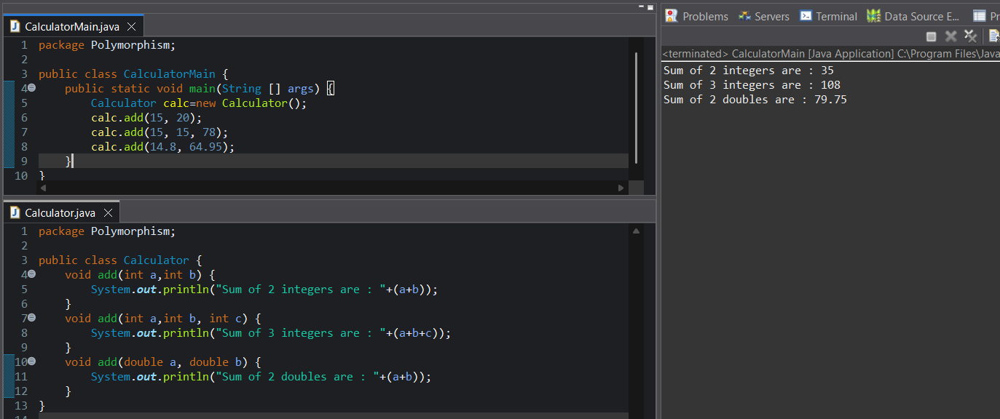 CalculatorMain.java
1 package Polymorphism;
2
3 public class CalculatorMain {
4 public static void main(String [] args) {
5 Calculator calc=new Calculator();
6 calc.add(15, 20);
7 calc.add(15, 15, 78);
8 calc.add(14.8, 64.95);
9 }
10 }
Calculator.java
1 package Polymorphism;
2
3 public class Calculator {
4 void add(int a,int b) {
5 System.out.println("Sum of 2 integers are : "+(a+b));
6 }
7 void add(int a,int b, int c) {
8 System.out.println("Sum of 3 integers are : "+(a+b+c));
9 }
10 void add(double a, double b) {
11 System.out.println("Sum of 2 doubles are : "+(a+b));
12 }
13 }
14
Problems Servers Terminal Data Source E... Pr
<terminated> CalculatorMain [Java Application] C:\Program Files\Java
Sum of 2 integers are : 35
Sum of 3 integers are : 108
Sum of 2 doubles are : 79.75